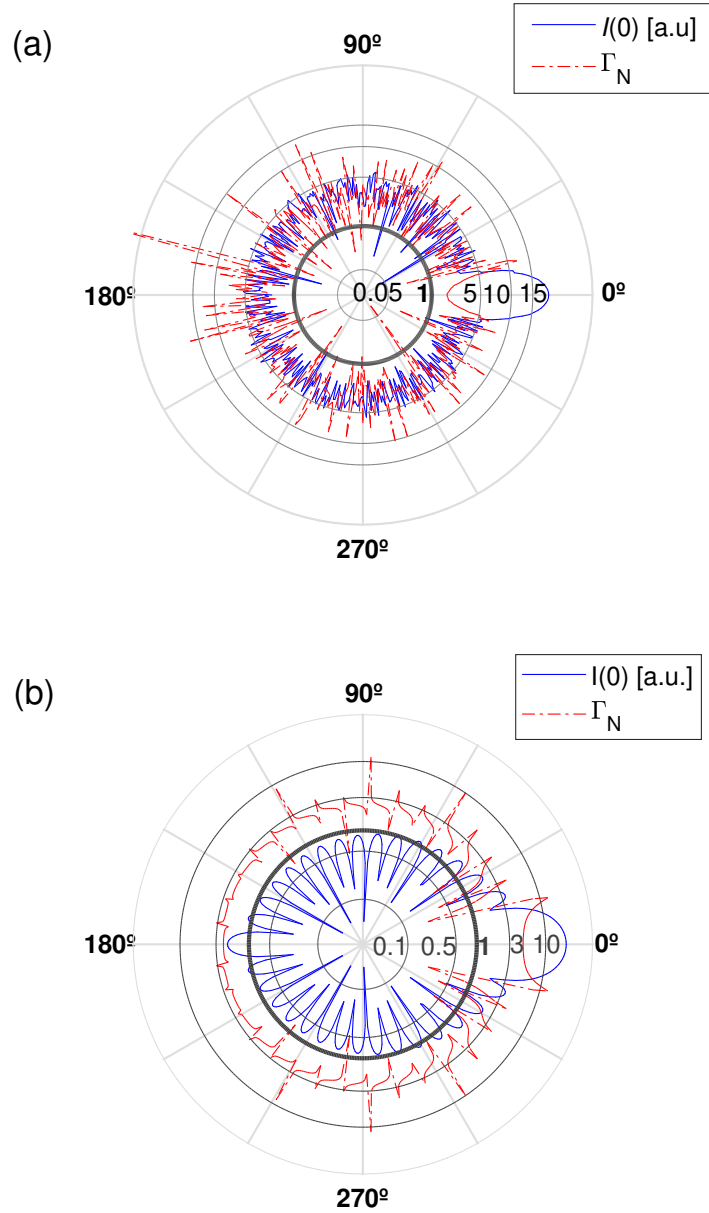 (a)
I(0) [a.u]
Γ_N
90º
180º
0.05 1 5 10 15
0º
270º
(b)
I(0) [a.u.]
Γ_N
90º
180º
0.1 0.5 1 3 10
0º
270º